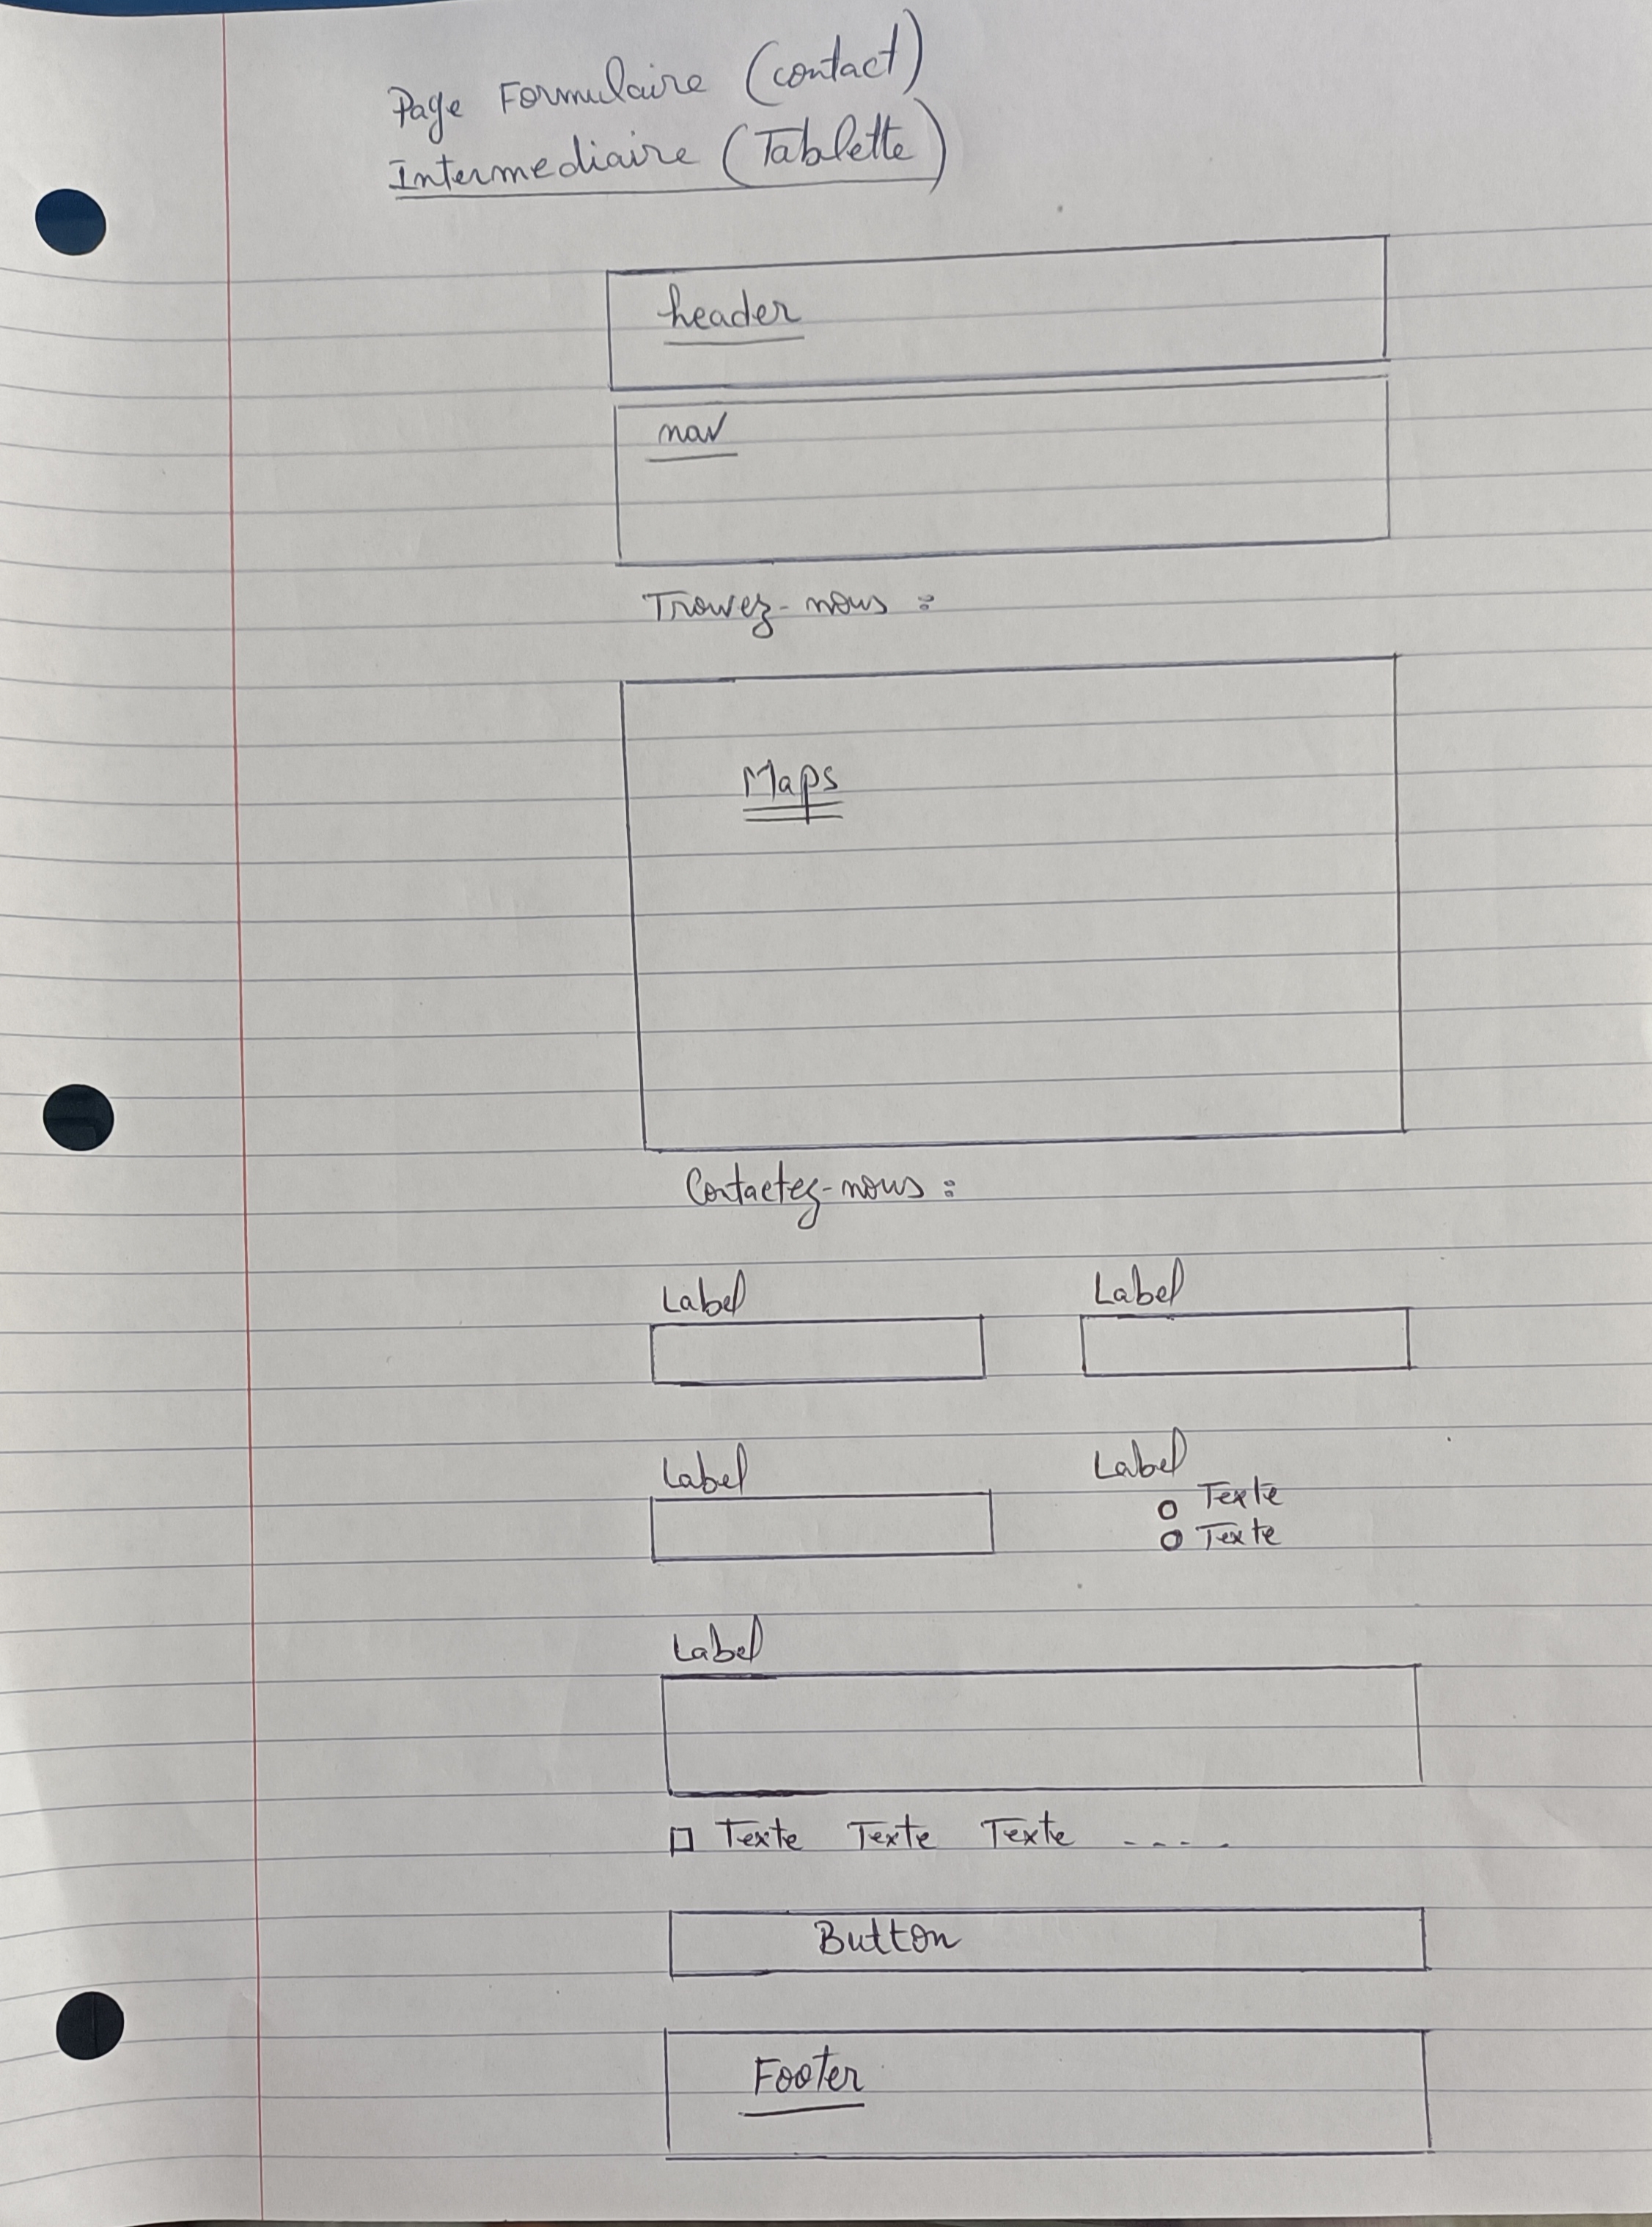 Page Formulaire (contact)
Intermediaire (Tablette)
header
nav
Trouvez-nous :
Maps
Contactez-nous :
Label Label
Label Label
Texte
Texte
Label
Texte Texte Texte ....
Button
Footer